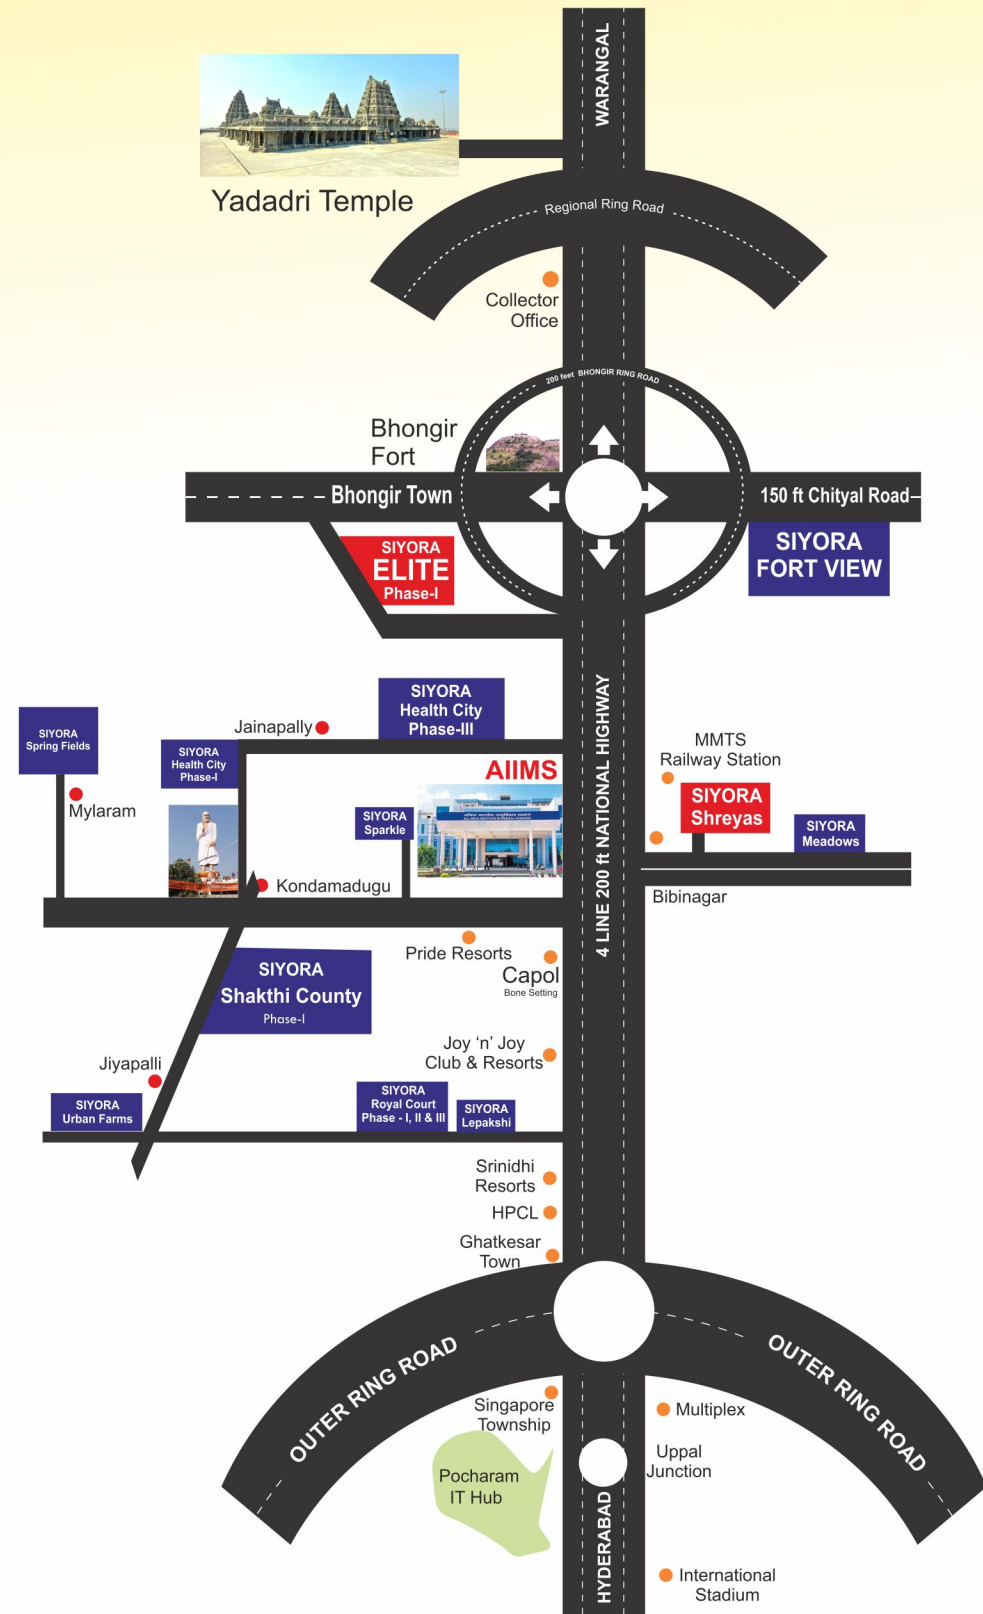 WARANGAL
Yadadri Temple
Regional Ring Road
Collector
Office
200 feet BHONGIR RING ROAD
Bhongir
Fort
Bhongir Town
150 ft Chityal Road
SIYORA
ELITE
Phase-I
SIYORA
FORT VIEW
4 LINE 200 ft NATIONAL HIGHWAY
SIYORA
Health City
Phase-III
Jainapally
SIYORA
Spring Fields
SIYORA
Health City
Phase-I
MMTS
Railway Station
AIIMS
SIYORA
Shreyas
Mylaram
SIYORA
Sparkle
SIYORA
Meadows
Kondamadugu
Bibinagar
Pride Resorts
Capol
Bone Setting
SIYORA
Shakthi County
Phase-I
Joy ‘n’ Joy
Club & Resorts
Jiyapalli
SIYORA
Urban Farms
SIYORA
Royal Court
Phase - I, II & III
SIYORA
Lepakshi
Srinidhi
Resorts
HPCL
Ghatkesar
Town
OUTER RING ROAD
OUTER RING ROAD
Singapore
Township
Multiplex
Uppal
Junction
Pocharam
IT Hub
HYDERABAD
International
Stadium